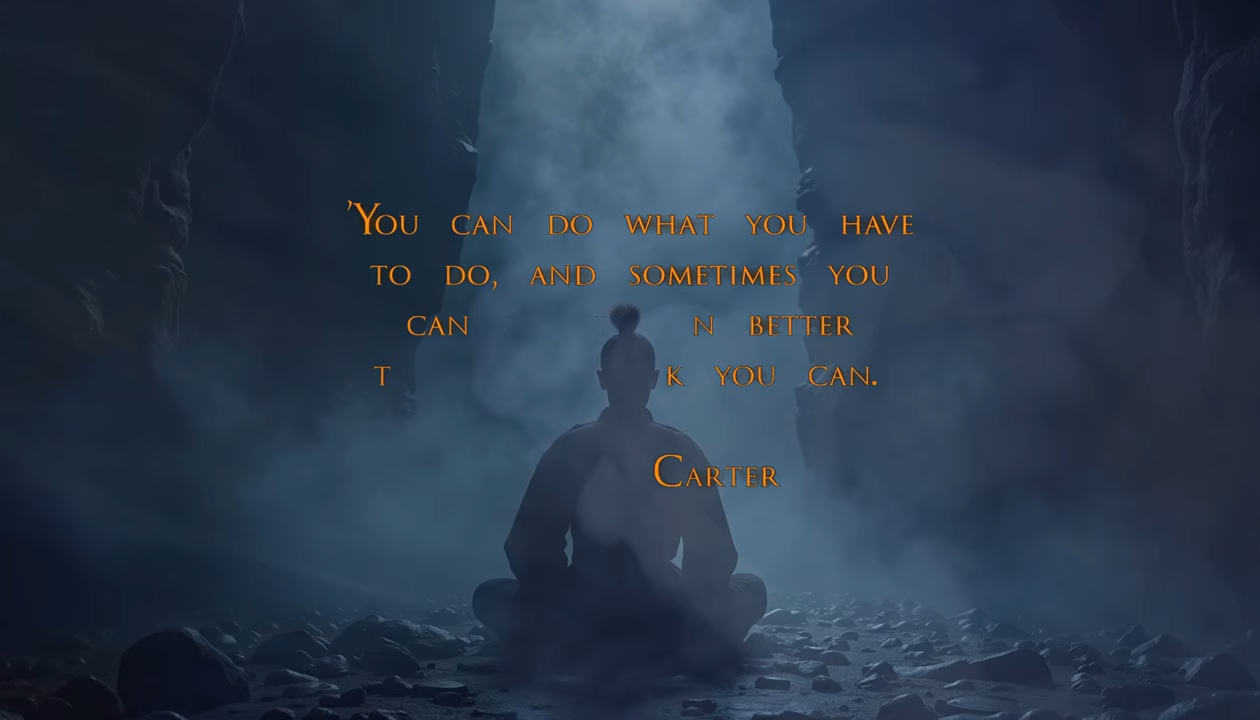 'You can do what you have
to do, and sometimes you
can n better
t k you can.
Carter